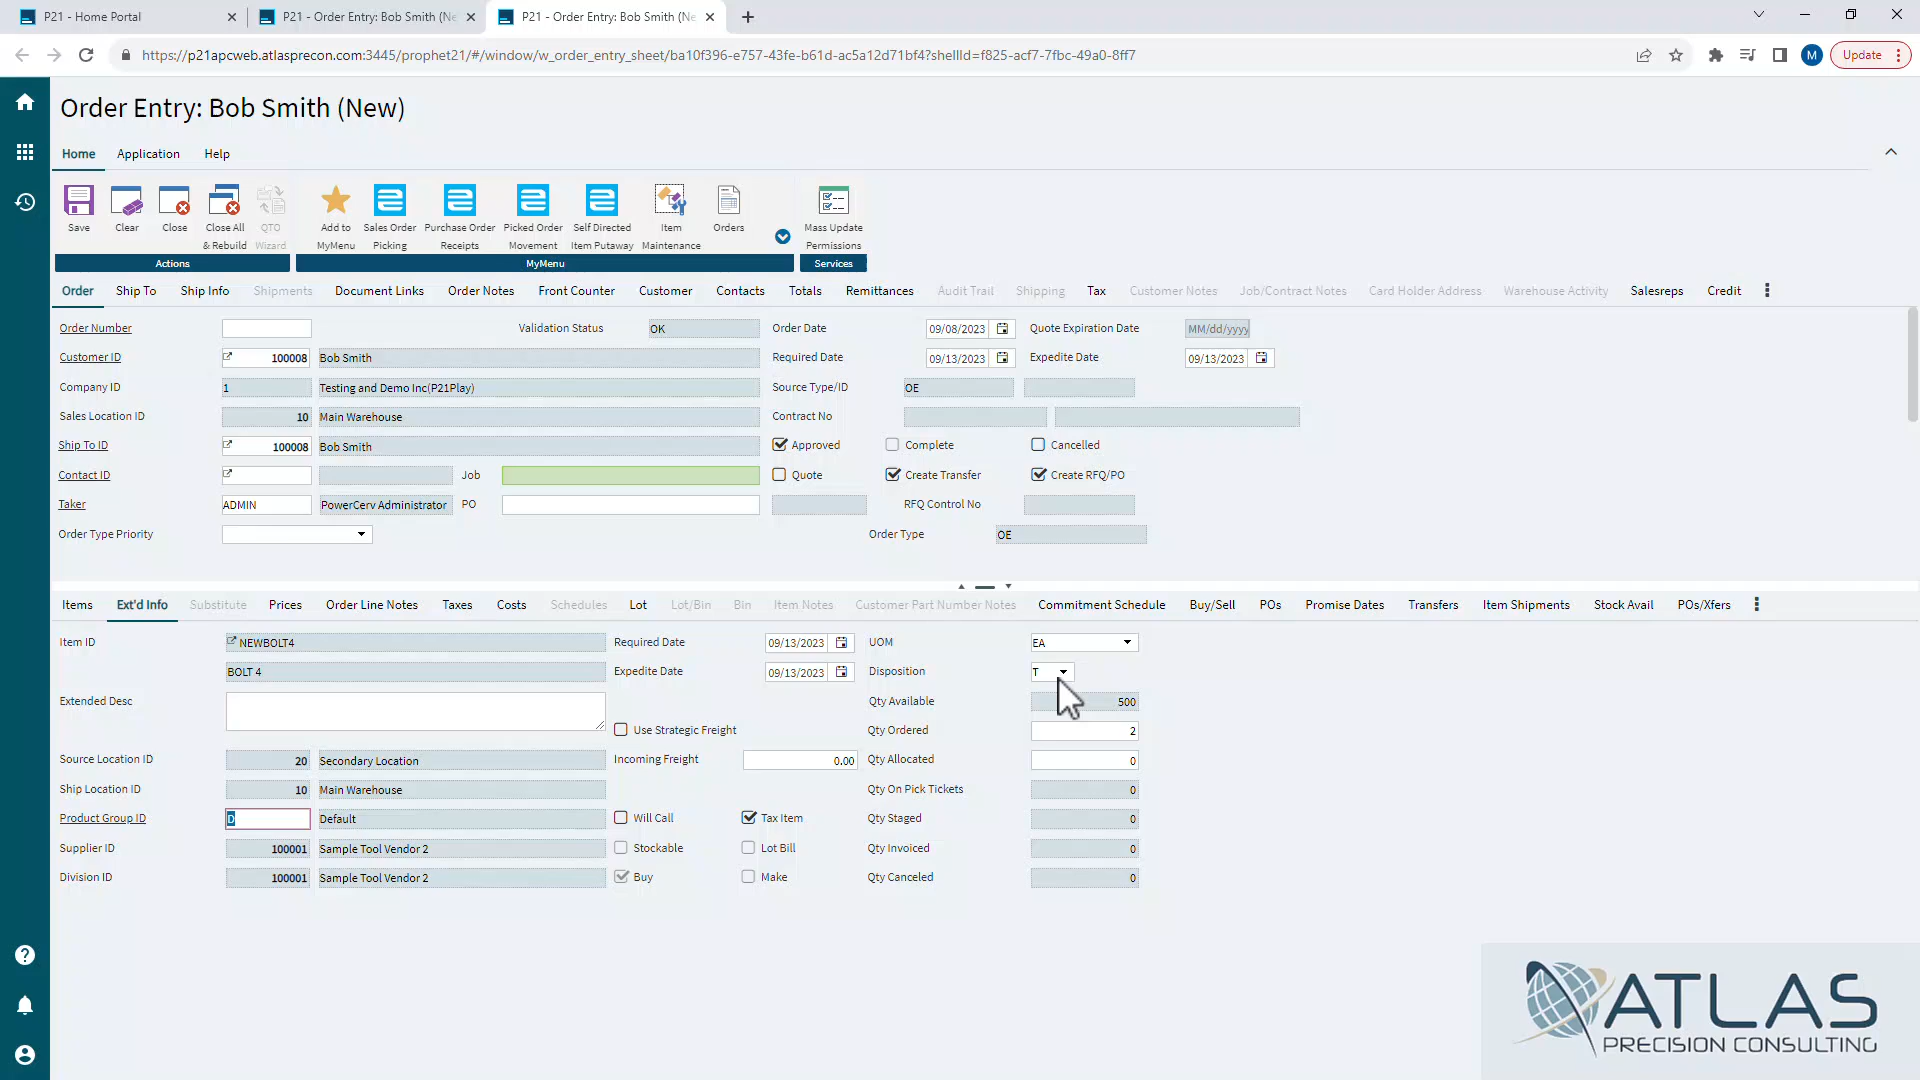 P21 - Home Portal
P21 - Order Entry: Bob Smith (Ne
P21 - Order Entry: Bob Smith (Ne
https://p21apcweb.atlasprecon.com:3445/prophet21/#/window/w_order_entry_sheet/ba10f396-e757-43fe-b61d-ac5a12d71bf4?shellId=f825-acf7-7fbc-49a0-8ff7
M
Update
Order Entry: Bob Smith (New)
Home Application Help
Save Clear Close Close All & Rebuild QTO Wizard
Add to MyMenu Sales Order Picking Purchase Order Receipts Picked Order Movement Self Directed Item Putaway Item Maintenance Orders
Mass Update Permissions
Actions MyMenu Services
Order Ship To Ship Info Shipments Document Links Order Notes Front Counter Customer Contacts Totals Remittances Audit Trail Shipping Tax Customer Notes Job/Contract Notes Card Holder Address Warehouse Activity Salesreps Credit
Order Number Validation Status OK Order Date 09/08/2023 Quote Expiration Date MM/dd/yyyy
Customer ID 100008 Bob Smith Required Date 09/13/2023 Expedite Date 09/13/2023
Company ID 1 Testing and Demo Inc(P21Play) Source Type/ID OE
Sales Location ID 10 Main Warehouse Contract No
Ship To ID 100008 Bob Smith Approved Complete Cancelled
Contact ID Job Quote Create Transfer Create RFQ/PO
Taker ADMIN PowerCerv Administrator PO RFQ Control No
Order Type Priority Order Type OE
Items Ext'd Info Substitute Prices Order Line Notes Taxes Costs Schedules Lot Lot/Bin Bin Item Notes Customer Part Number Notes Commitment Schedule Buy/Sell POs Promise Dates Transfers Item Shipments Stock Avail POs/Xfers
Item ID NEWBOLT4 Required Date 09/13/2023 UOM EA
BOLT 4 Expedite Date 09/13/2023 Disposition T
Extended Desc Qty Available 500
Use Strategic Freight Qty Ordered 2
Source Location ID 20 Secondary Location Incoming Freight 0.00 Qty Allocated 0
Ship Location ID 10 Main Warehouse Qty On Pick Tickets 0
Product Group ID D Default Will Call Tax Item Qty Staged 0
Supplier ID 100001 Sample Tool Vendor 2 Stockable Lot Bill Qty Invoiced 0
Division ID 100001 Sample Tool Vendor 2 Buy Make Qty Canceled 0
ATLAS
PRECISION CONSULTING